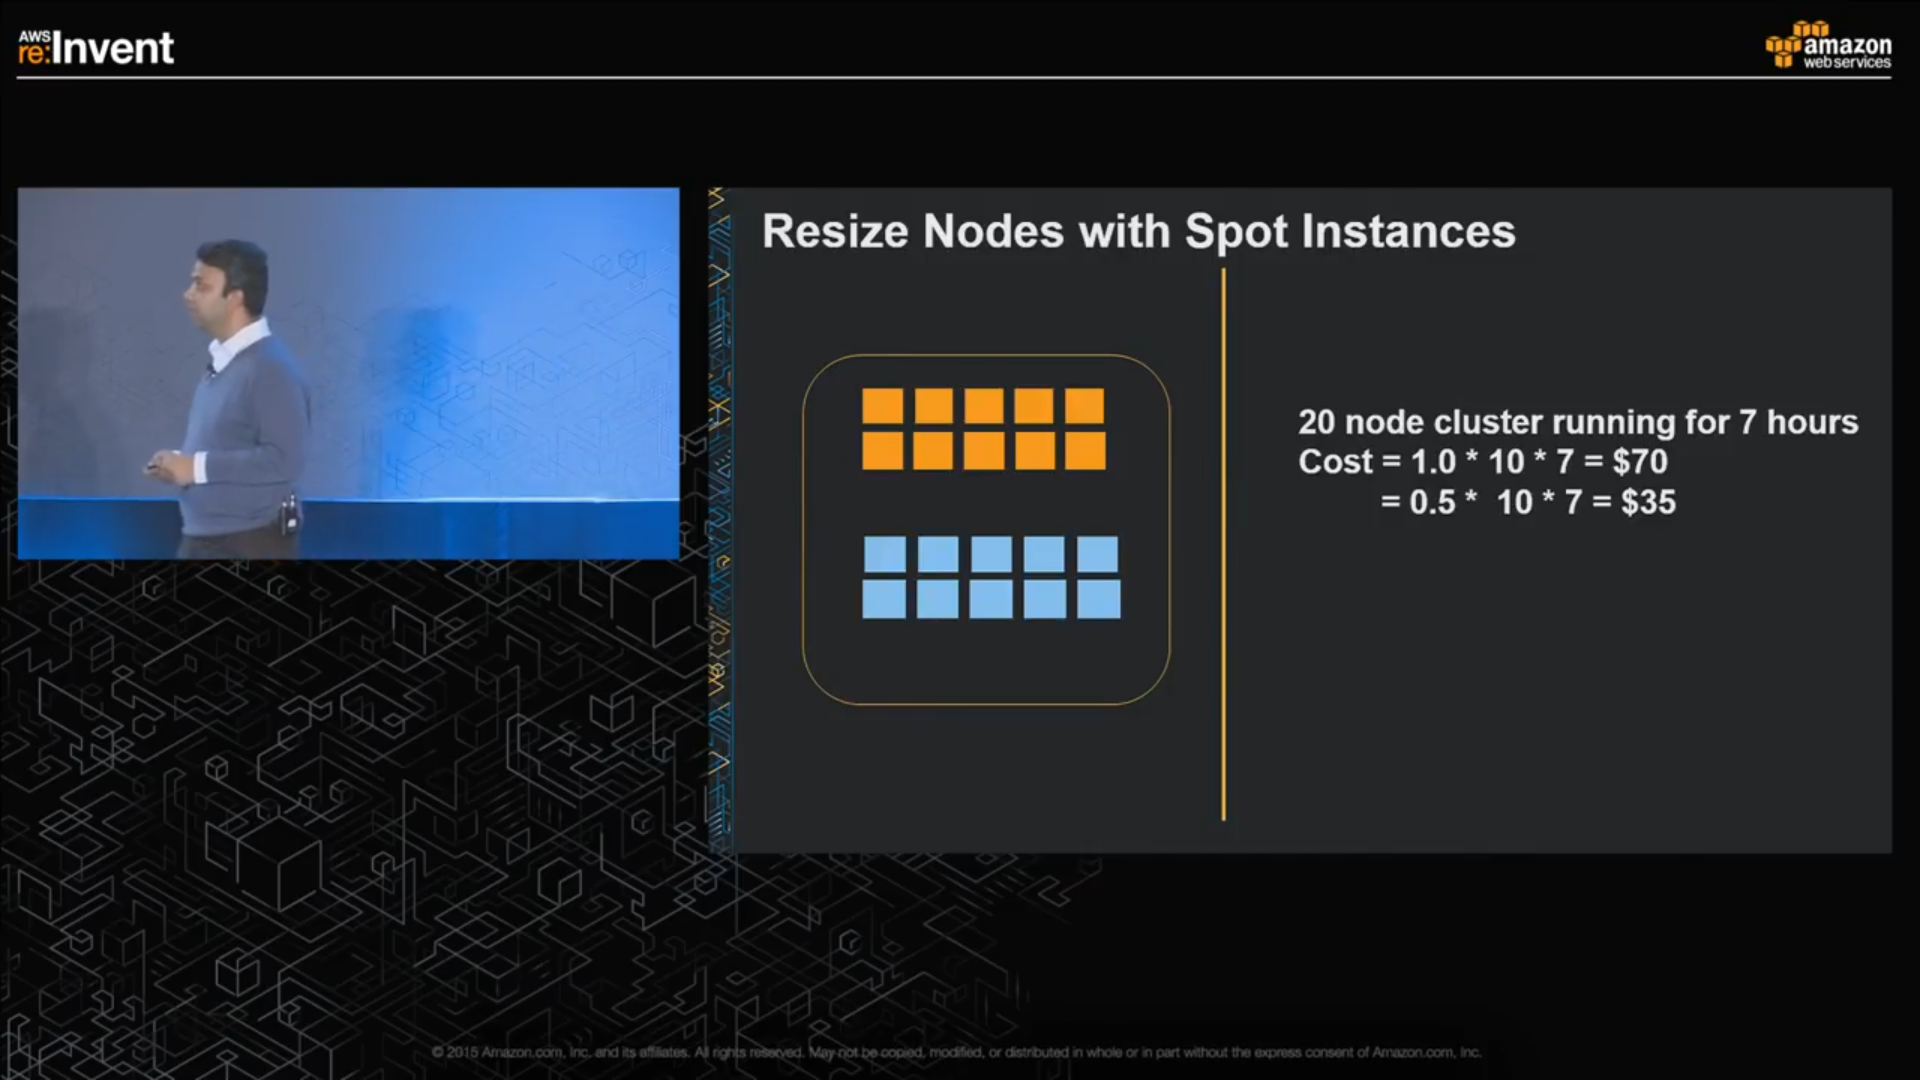 AWS
re:Invent
amazon
web services
Resize Nodes with Spot Instances
20 node cluster running for 7 hours
Cost = 1.0 * 10 * 7 = $70
= 0.5 * 10 * 7 = $35
© 2015 Amazon.com, Inc. and its affiliates. All rights reserved. May not be copied, modified, or distributed in whole or in part without the express consent of Amazon.com, Inc.